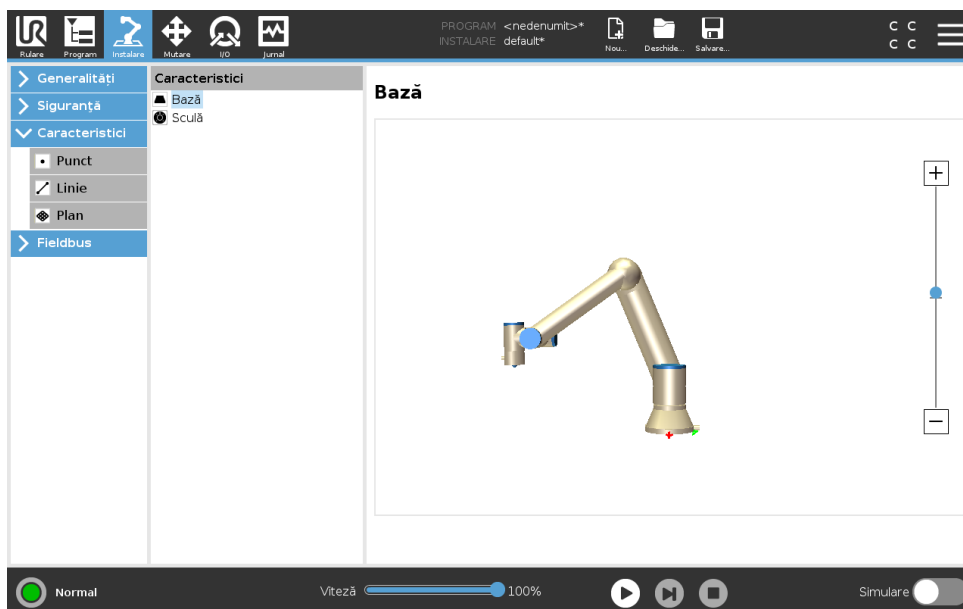 UR
Rulare
Program
Instalare
Mutare
I/O
Jurnal
PROGRAM <nedenumit>*
INSTALARE default*
Nou...
Deschide...
Salvare...
C C
C C
Generalități
Siguranță
Caracteristici
Punct
Linie
Plan
Fieldbus
Caracteristici
Bază
Sculă
Bază
+
−
Normal
Viteză
100%
Simulare